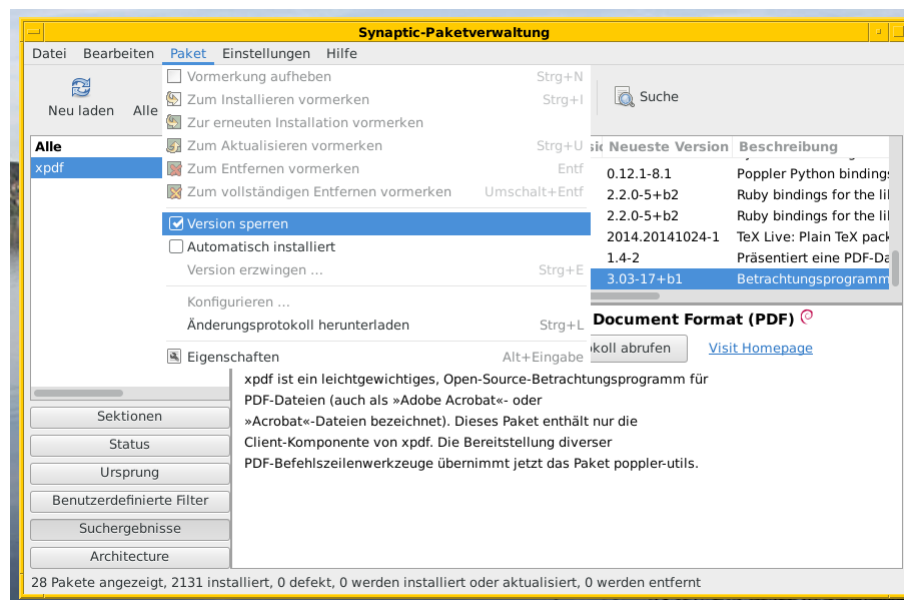 Synaptic-Paketverwaltung
Datei Bearbeiten Paket Einstellungen Hilfe
Neu laden Alle
Suche
Vormerkung aufheben Strg+N
Zum Installieren vormerken Strg+I
Zur erneuten Installation vormerken
Zum Aktualisieren vormerken Strg+U
Zum Entfernen vormerken Entf
Zum vollständigen Entfernen vormerken Umschalt+Entf
Version sperren
Automatisch installiert
Version erzwingen ... Strg+E
Konfigurieren ...
Änderungsprotokoll herunterladen Strg+L
Eigenschaften Alt+Eingabe
Alle
xpdf
Neueste Version Beschreibung
0.12.1-8.1 Poppler Python bindings
2.2.0-5+b2 Ruby bindings for the
2.2.0-5+b2 Ruby bindings for the
2014.20141024-1 TeX Live: Plain TeX pack
1.4-2 Präsentiert eine PDF-Da
3.03-17+b1 Betrachtungsprogramm
Document Format (PDF)
okoll abrufen Visit Homepage
xpdf ist ein leichtgewichtiges, Open-Source-Betrachtungsprogramm für
PDF-Dateien (auch als »Adobe Acrobat«- oder
»Acrobat«-Dateien bezeichnet). Dieses Paket enthält nur die
Client-Komponente von xpdf. Die Bereitstellung diverser
PDF-Befehlszeilenwerkzeuge übernimmt jetzt das Paket poppler-utils.
Sektionen
Status
Ursprung
Benutzerdefinierte Filter
Suchergebnisse
Architecture
28 Pakete angezeigt, 2131 installiert, 0 defekt, 0 werden installiert oder aktualisiert, 0 werden entfernt